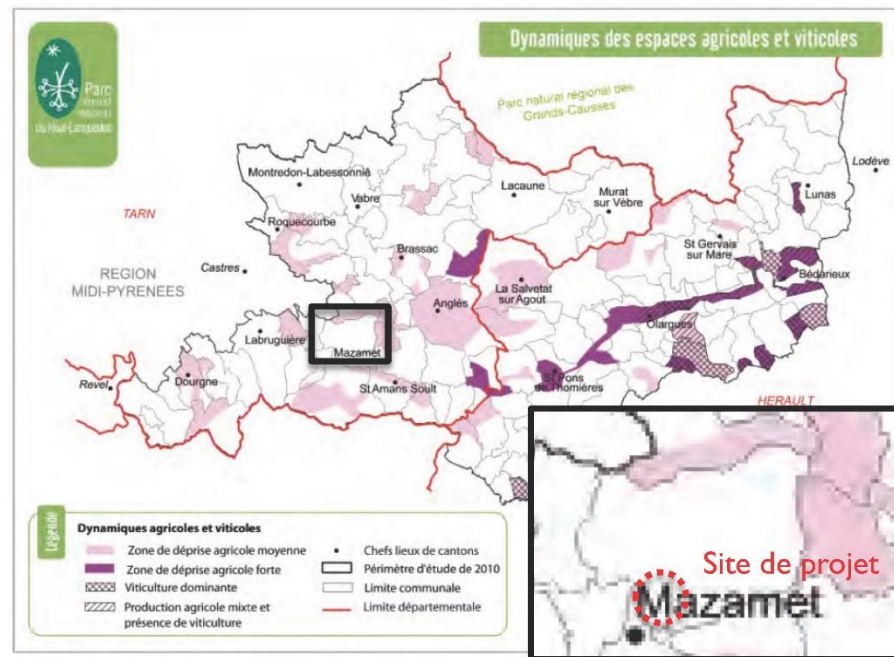 Dynamiques des espaces agricoles et viticoles
Parc
naturel
régional
du Haut-Languedoc
Parc naturel régional des
Grands-Causses
Montredon-Labessonnié
Lacaune
Murat
sur Vèbre
Lodève
Lunas
Vabre
TARN
Roquecourbe
St Gervais
sur Mare
Brassac
Castres
REGION
MIDI-PYRENEES
Bédarieux
La Salvetat
sur Agout
Anglés
Olargues
Labruguière
Mazamet
St Pons
de Thomières
Revel
Dourgne
St Amans Soult
HERAULT
Légende
Dynamiques agricoles et viticoles
Zone de déprise agricole moyenne
Zone de déprise agricole forte
Viticulture dominante
Production agricole mixte et
présence de viticulture
Chefs lieux de cantons
Périmètre d'étude de 2010
Limite communale
Limite départementale
Site de projet
Mazamet